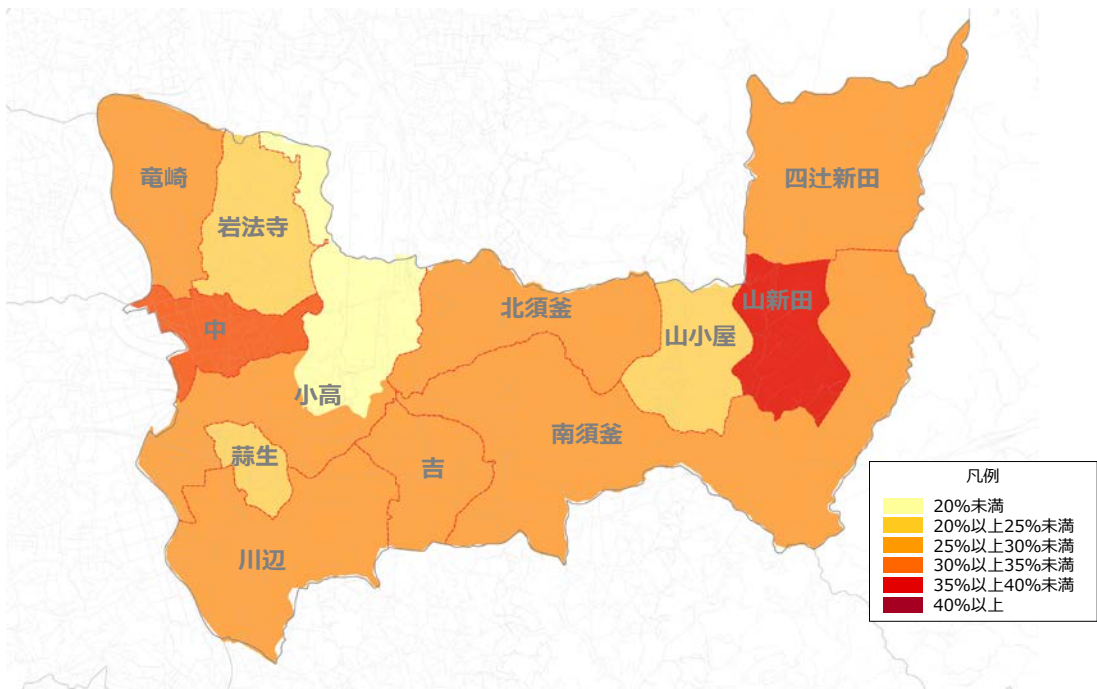 竜崎
四辻新田
岩法寺
北須釜
山新田
中
山小屋
小高
南須釜
蒜生
吉
川辺
凡例
20%未満
20%以上25%未満
25%以上30%未満
30%以上35%未満
35%以上40%未満
40%以上